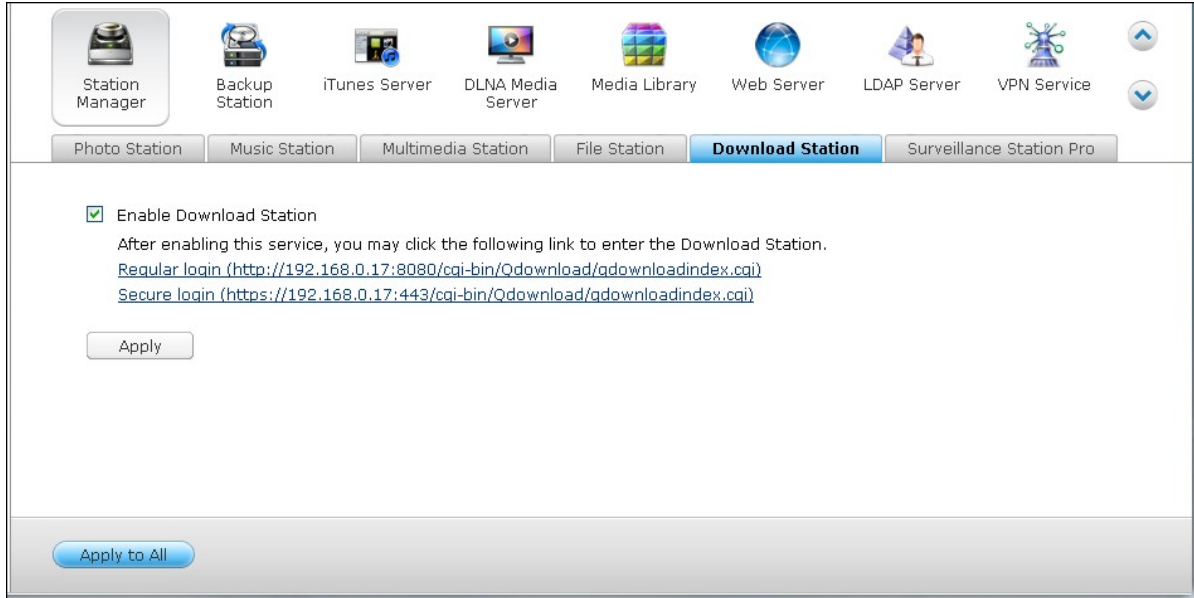 Station Manager
Backup Station
iTunes Server
DLNA Media Server
Media Library
Web Server
LDAP Server
VPN Service
Photo Station
Music Station
Multimedia Station
File Station
Download Station
Surveillance Station Pro
Enable Download Station
After enabling this service, you may click the following link to enter the Download Station.
Regular login (http://192.168.0.17:8080/cgi-bin/Qdownload/qdownloadindex.cgi)
Secure login (https://192.168.0.17:443/cgi-bin/Qdownload/qdownloadindex.cgi)
Apply
Apply to All